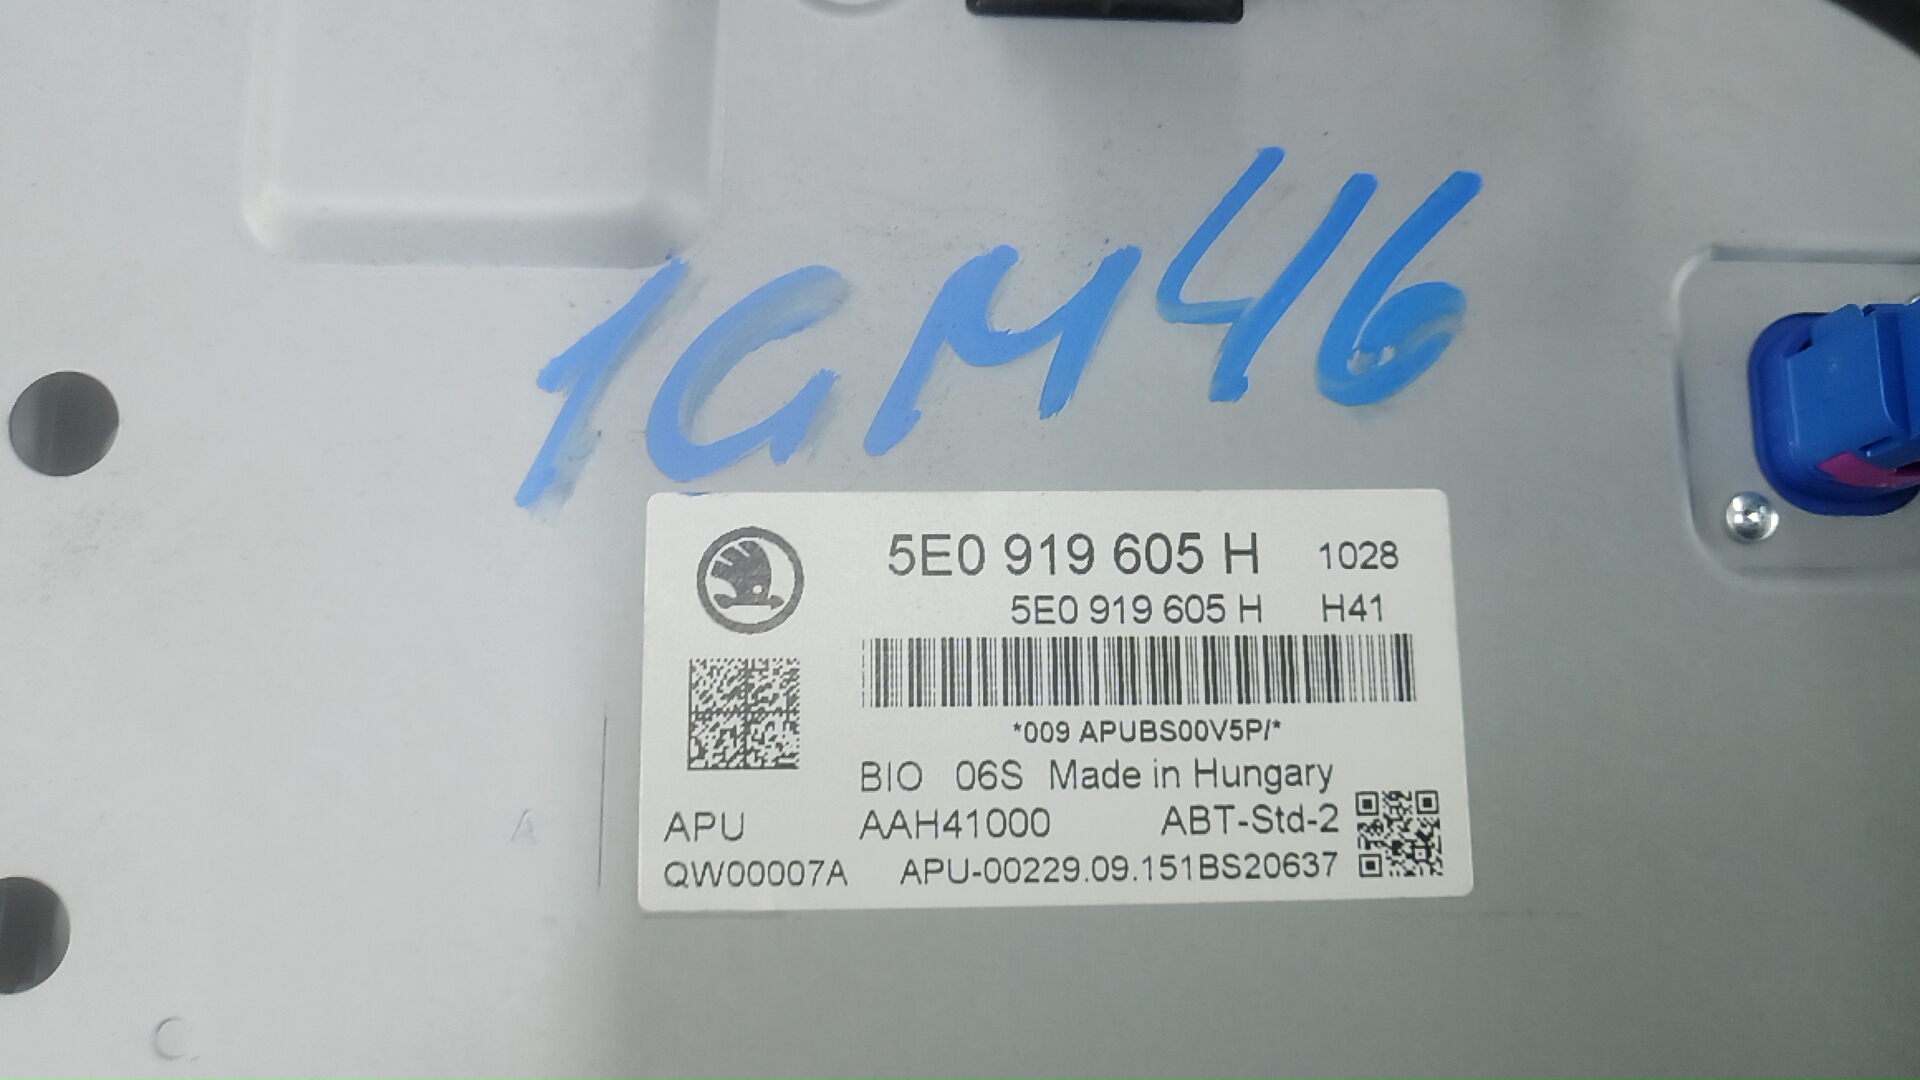 1GM46
5E0 919 605 H 1028
5E0 919 605 H H41
*009 APUBS00V5P/*
BIO 06S Made in Hungary
APU AAH41000 ABT-Std-2
QW00007A APU-00229.09.151BS20637
A
C